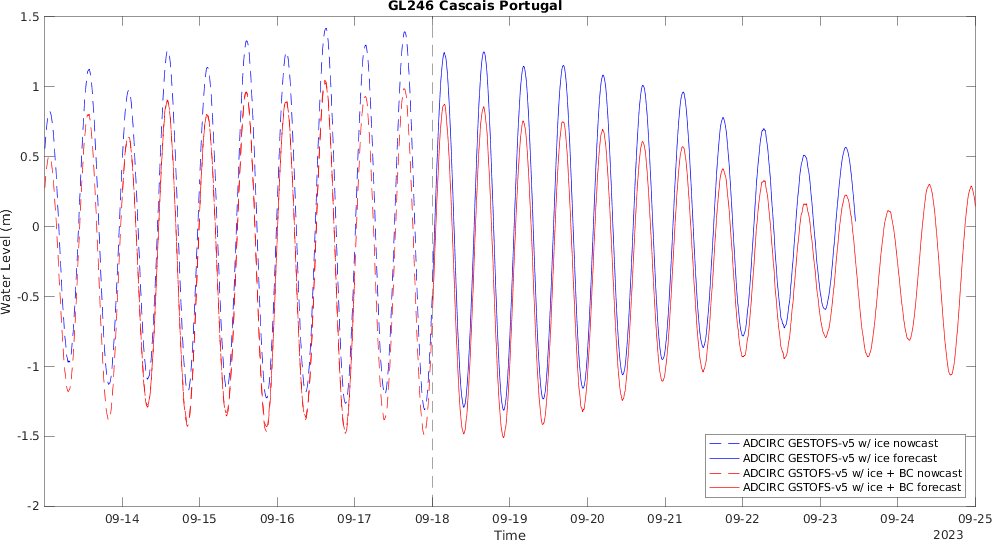 GL246 Cascais Portugal
1.5
1
0.5
0
-0.5
-1
-1.5
-2
Water Level (m)
ADCIRC GESTOFS-v5 w/ ice nowcast
ADCIRC GESTOFS-v5 w/ ice forecast
ADCIRC GSTOFS-v5 w/ ice + BC nowcast
ADCIRC GSTOFS-v5 w/ ice + BC forecast
09-14 09-15 09-16 09-17 09-18 09-19 09-20 09-21 09-22 09-23 09-24 09-25
Time
2023